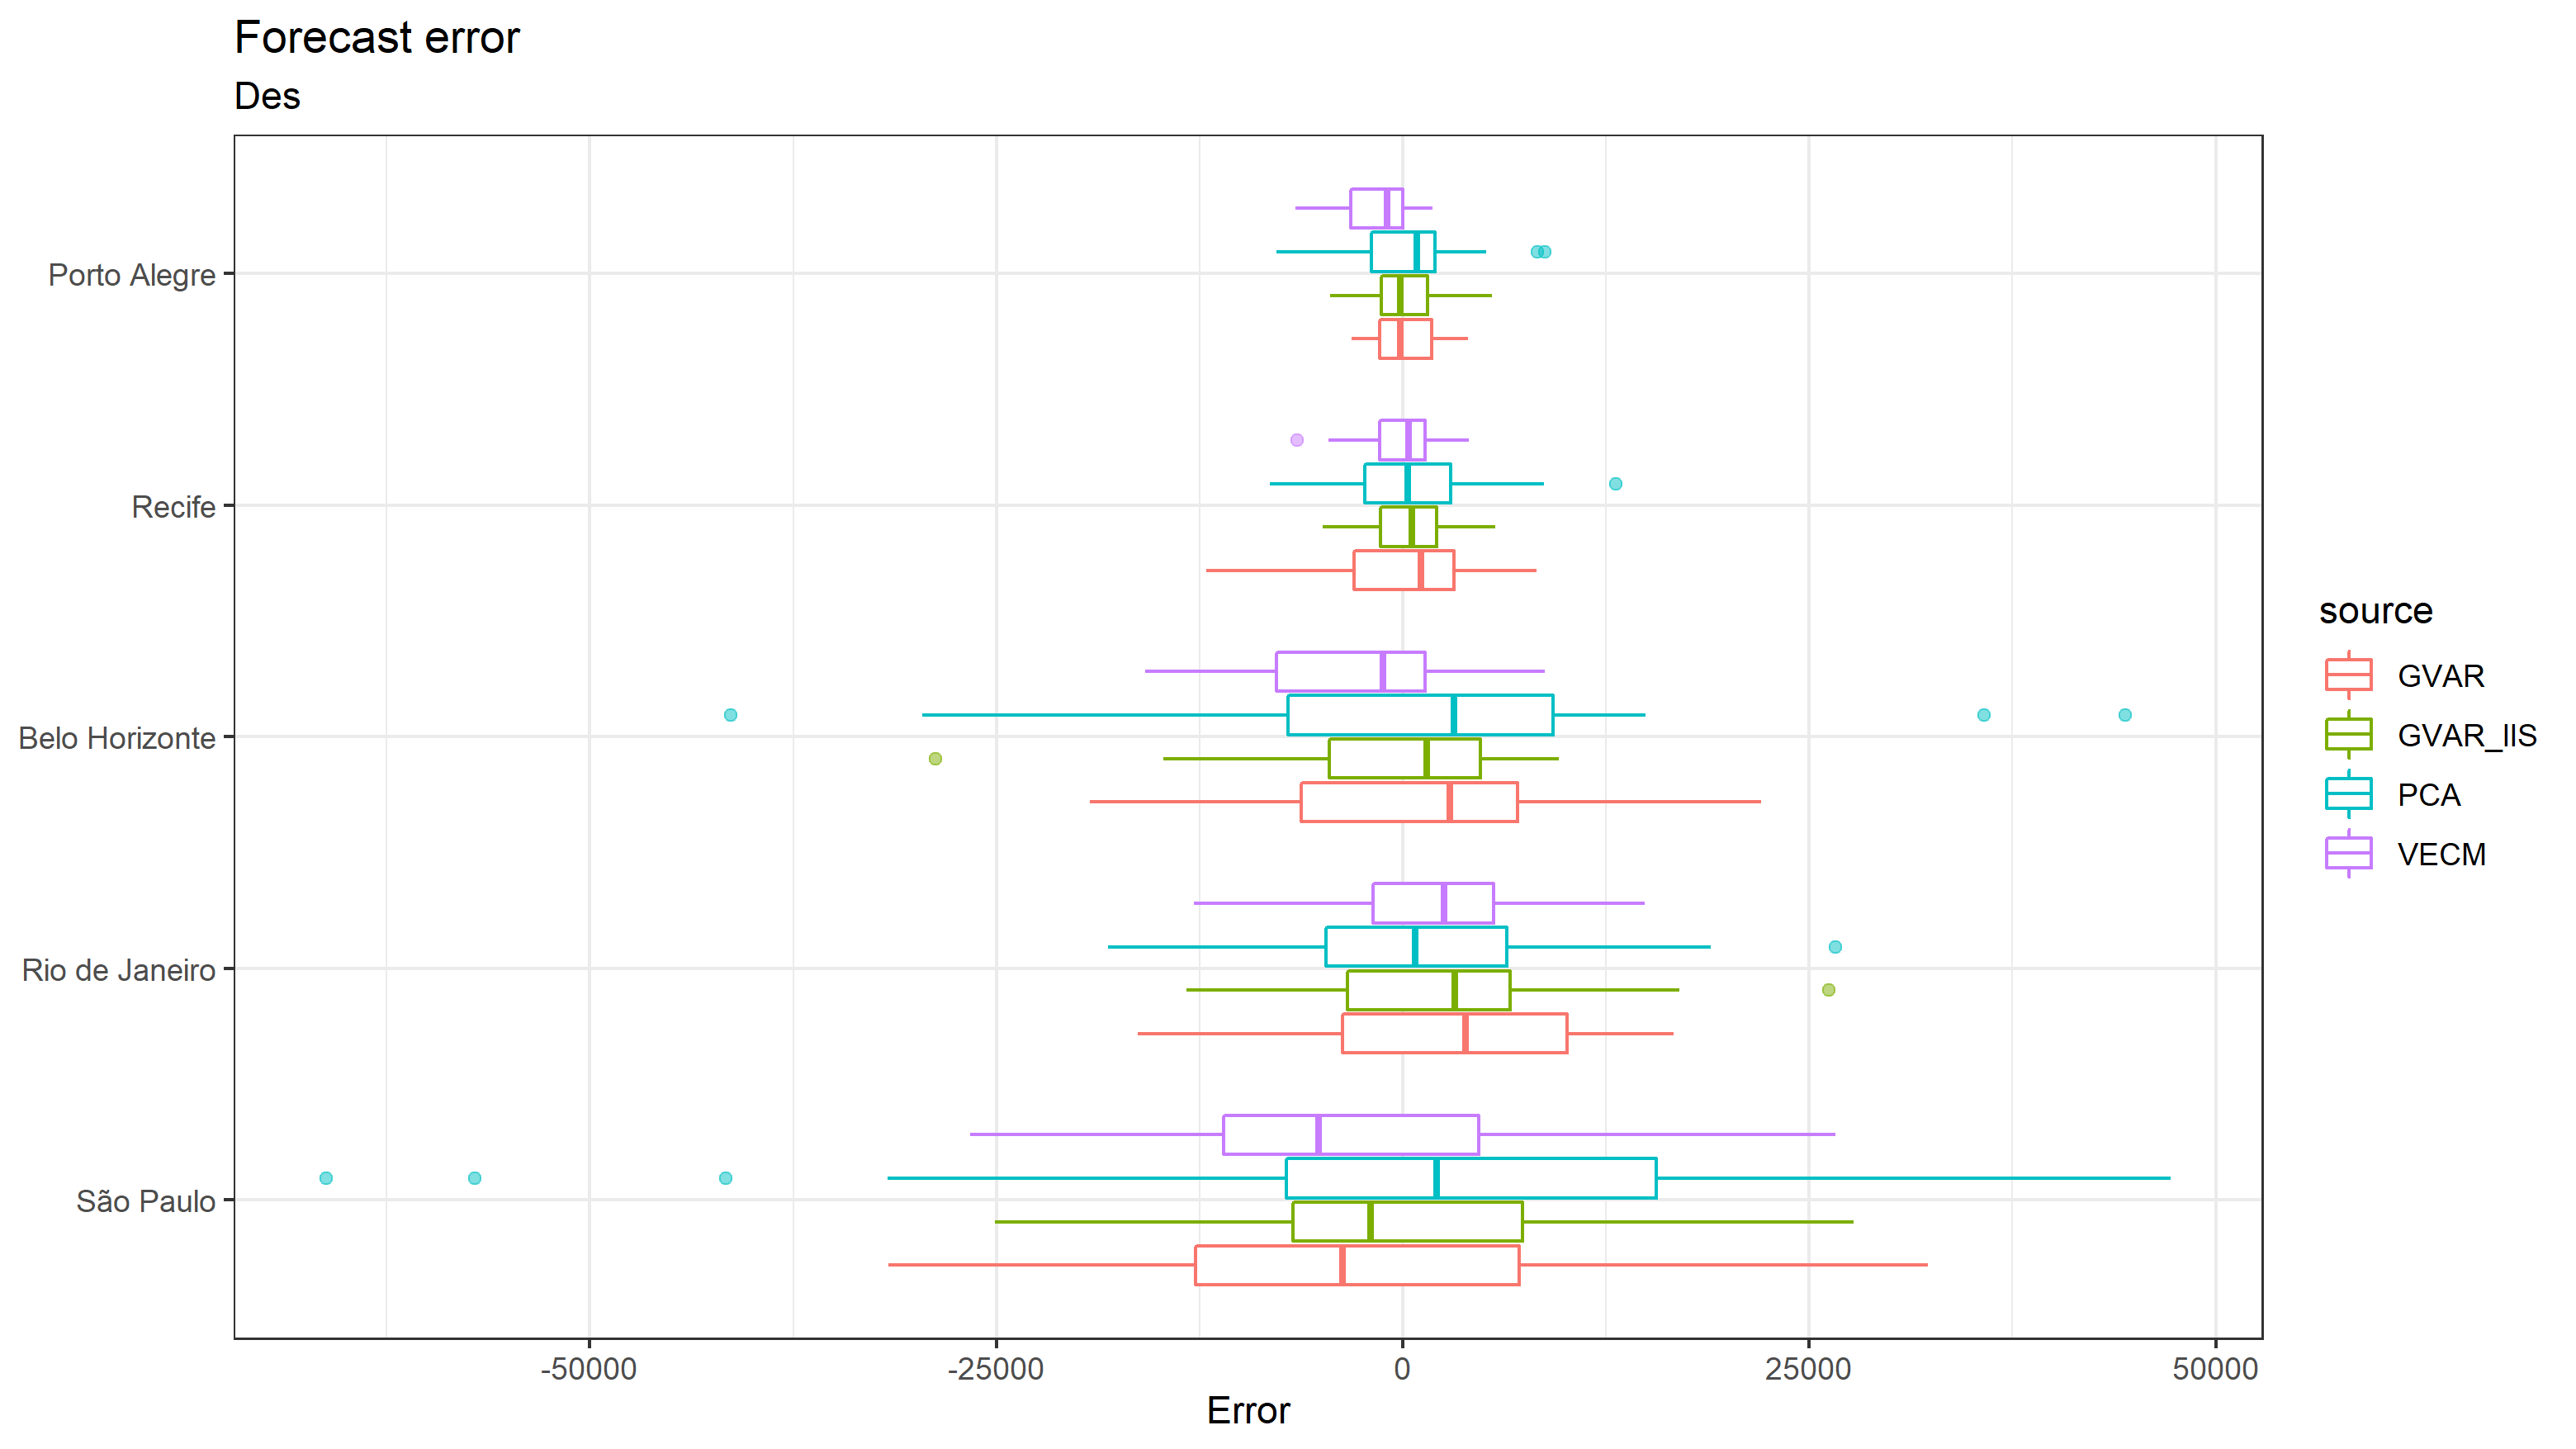 Forecast error
Des
Porto Alegre
Recife
Belo Horizonte
Rio de Janeiro
São Paulo
-50000
-25000
0
25000
50000
Error
source
GVAR
GVAR_IIS
PCA
VECM